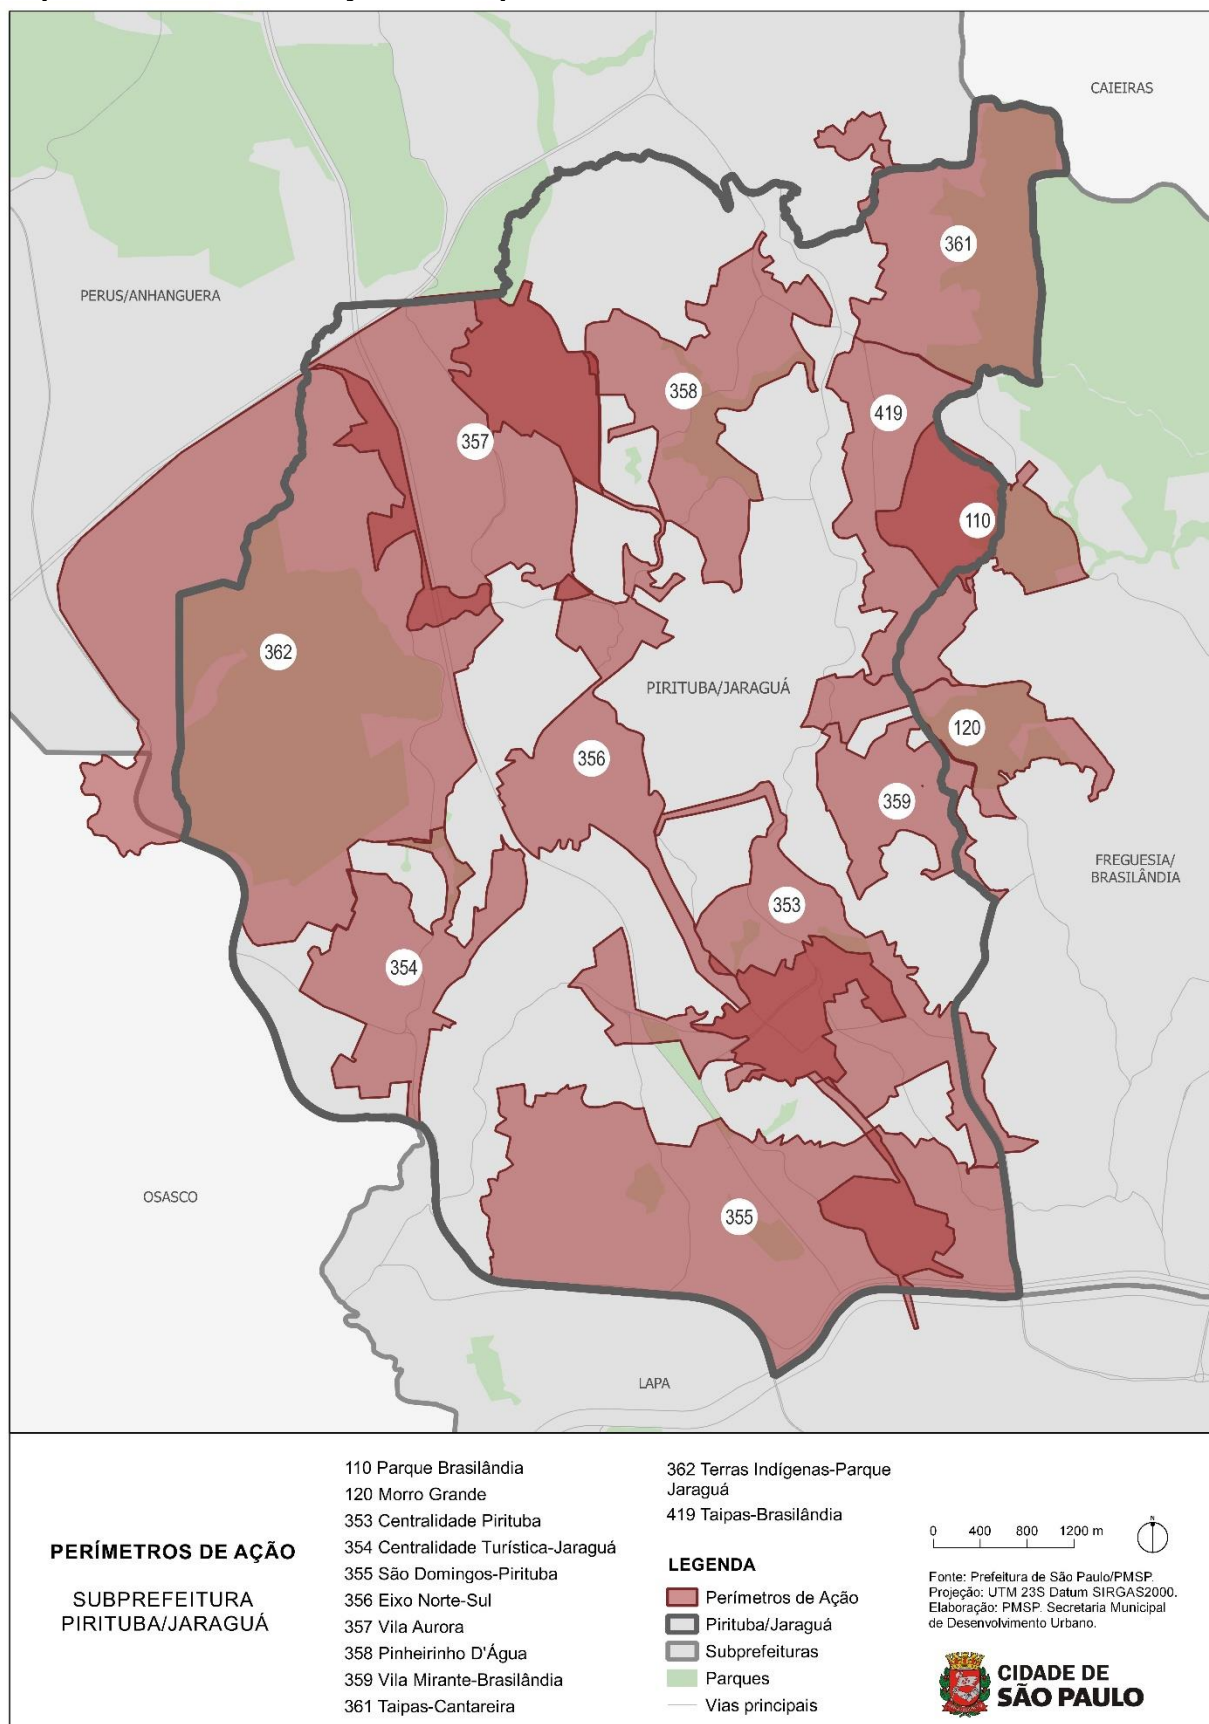 CAIEIRAS
361
PERUS/ANHANGUERA
358
419
357
110
362
PIRITUBA/JARAGUÁ
120
356
359
FREGUESIA/
BRASILÂNDIA
353
354
OSASCO
355
LAPA
PERÍMETROS DE AÇÃO
SUBPREFEITURA
PIRITUBA/JARAGUÁ
110 Parque Brasilândia
120 Morro Grande
353 Centralidade Pirituba
354 Centralidade Turística-Jaraguá
355 São Domingos-Pirituba
356 Eixo Norte-Sul
357 Vila Aurora
358 Pinheirinho D'Água
359 Vila Mirante-Brasilândia
361 Taipas-Cantareira
362 Terras Indígenas-Parque
Jaraguá
419 Taipas-Brasilândia
LEGENDA
Perímetros de Ação
Pirituba/Jaraguá
Subprefeituras
Parques
Vias principais
0 400 800 1200 m
N
Fonte: Prefeitura de São Paulo/PMSP.
Projeção: UTM 23S Datum SIRGAS2000.
Elaboração: PMSP. Secretaria Municipal
de Desenvolvimento Urbano.
CIDADE DE
SÃO PAULO